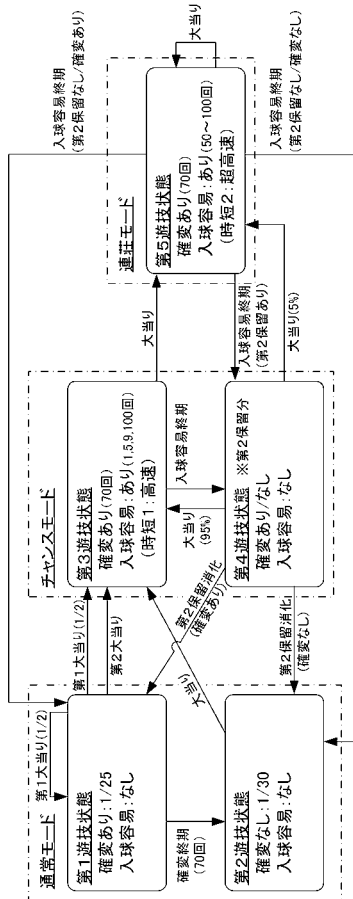 通常モード
第1遊技状態
確変あり:1/25
入球容易:なし
第1大当り(1/2)
確変終期
(70回)
第2遊技状態
確変なし:1/30
入球容易:なし
第1大当り(1/2)
第2大当り
第2保留消化
(確変あり)
大当り
第2保留消化
(確変なし)
チャンスモード
第3遊技状態
確変あり(70回)
入球容易:あり(1,5,9,100回)
(時短1:高速)
大当り
(95%)
入球容易終期
第4遊技状態 ※第2保留分
確変あり/なし
入球容易:なし
大当り
入球容易終期
(第2保留あり)
大当り(5%)
連荘モード
第5遊技状態
確変あり(70回)
入球容易:あり(50~100回)
(時短2:超高速)
大当り
入球容易終期
(第2保留なし/確変あり)
入球容易終期
(第2保留なし/確変なし)